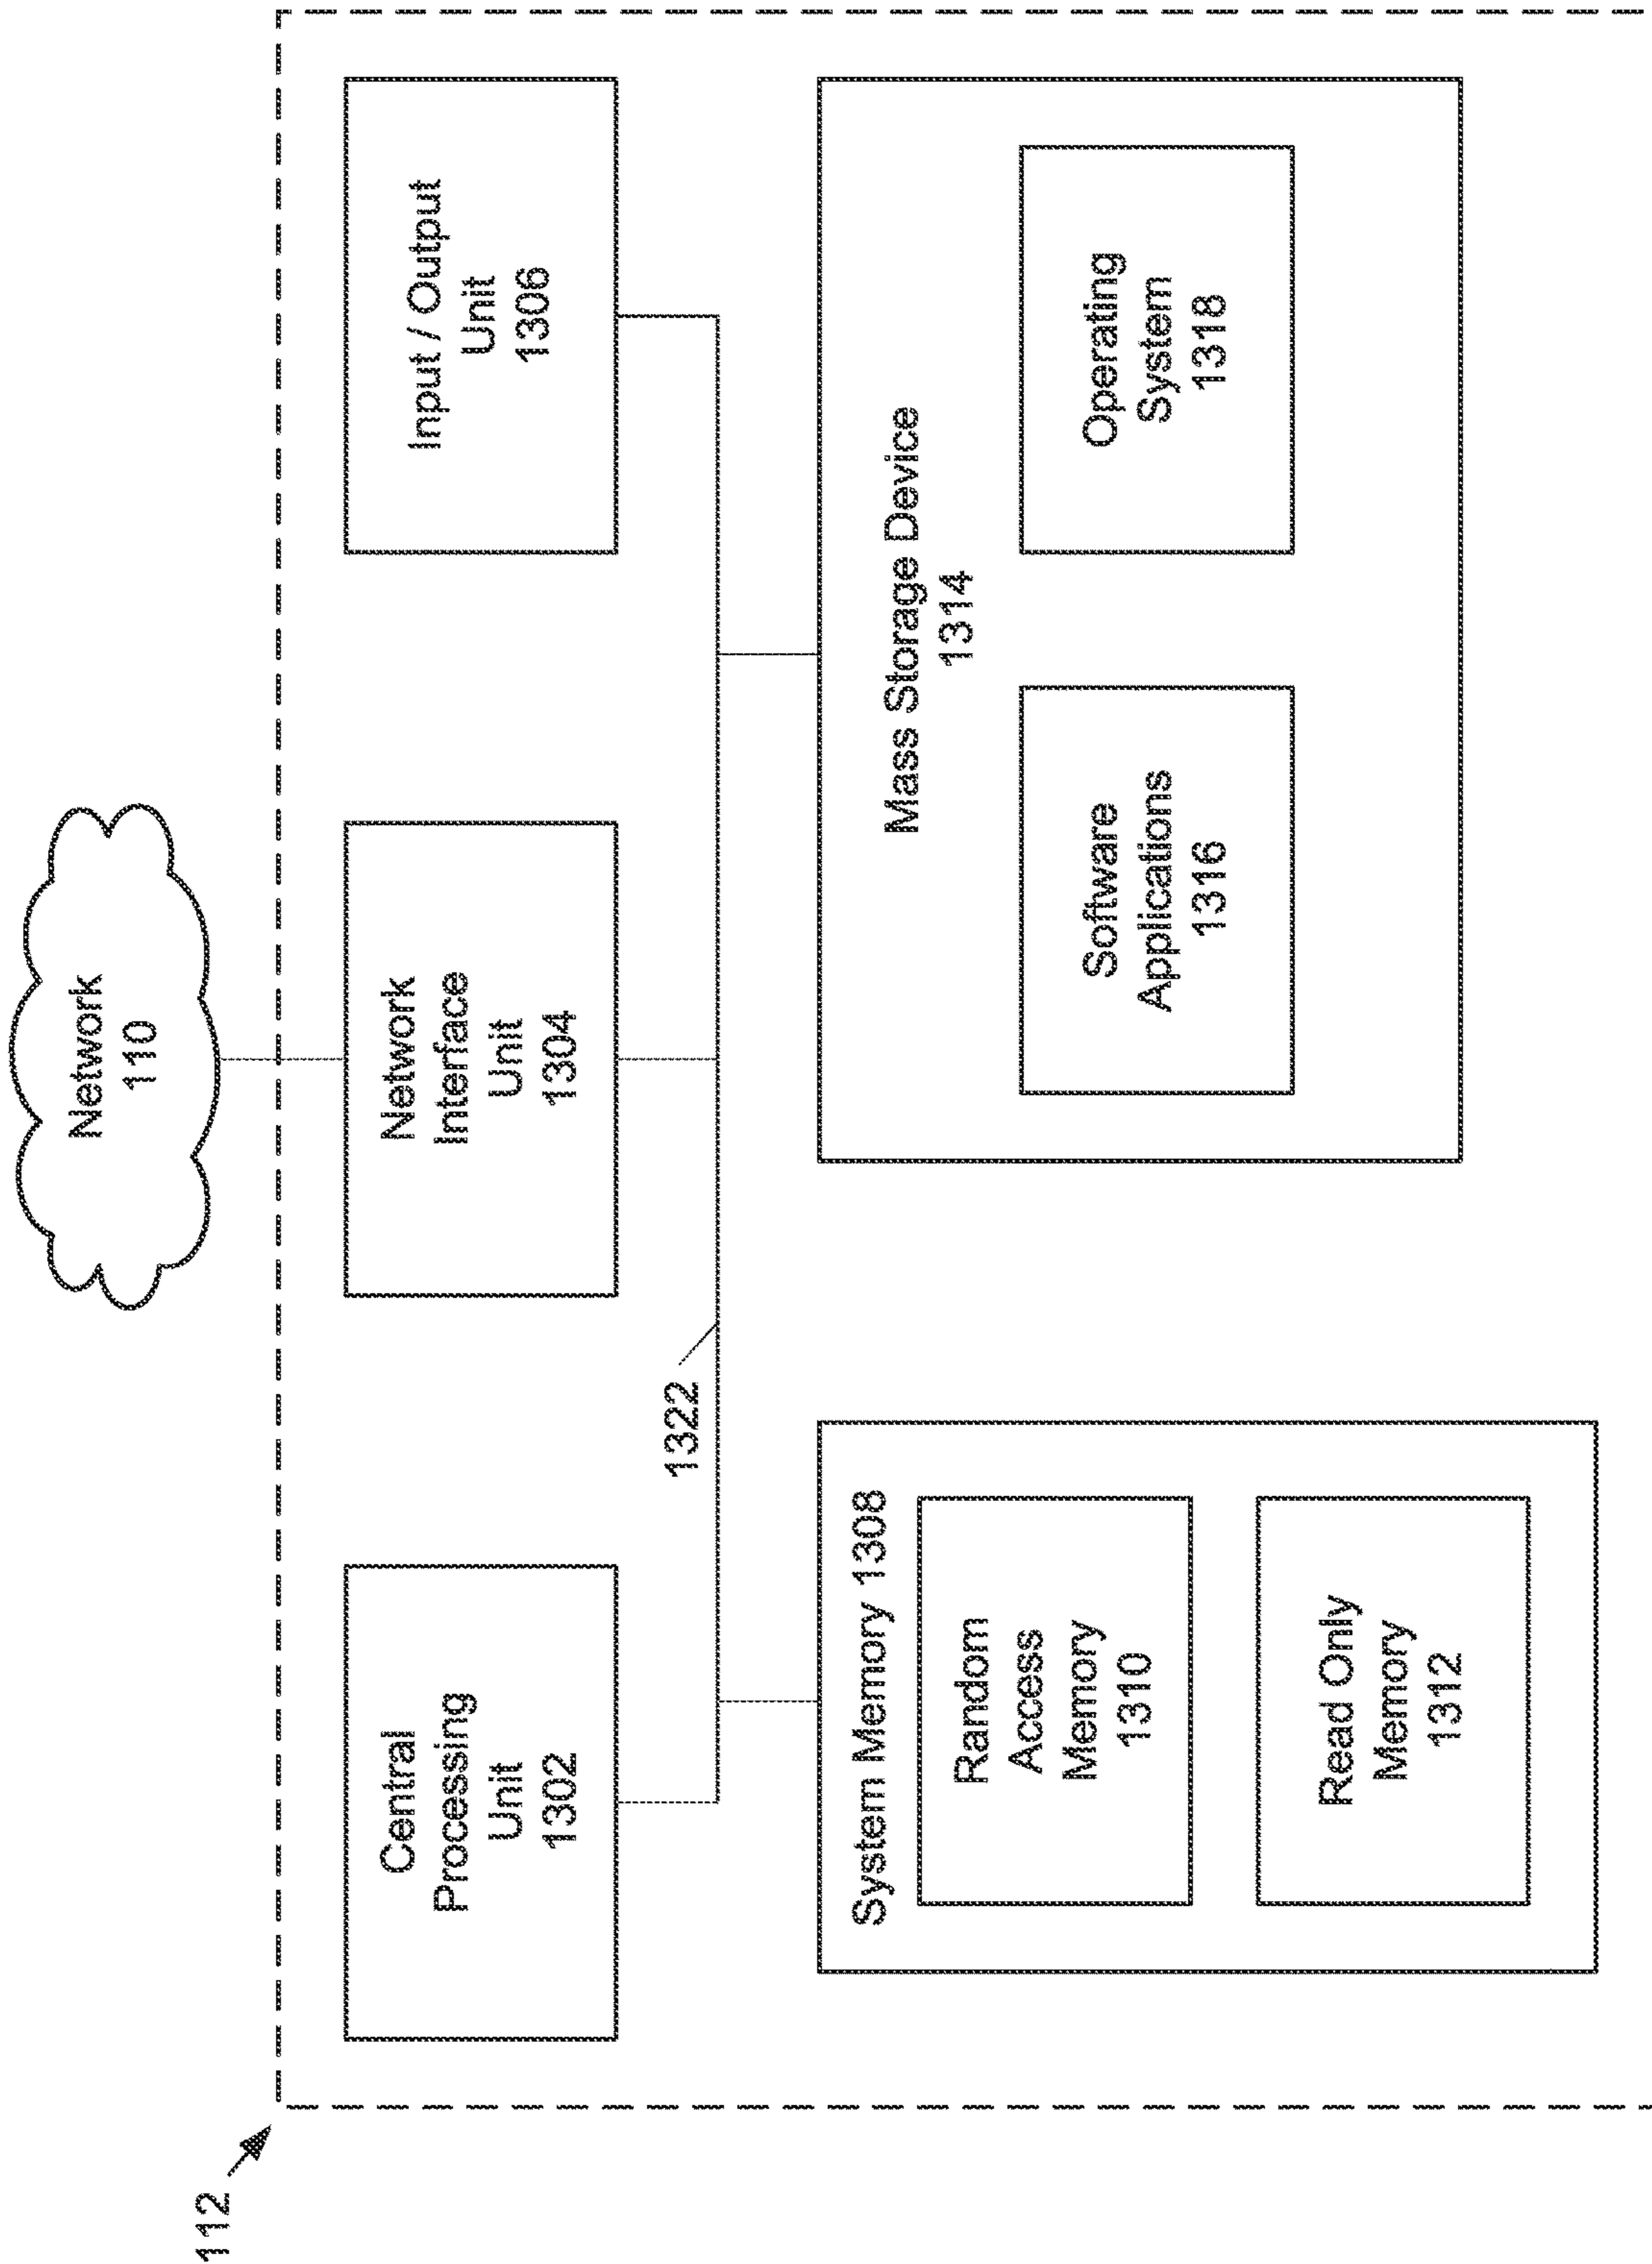 112
Network
110
Central
Processing
Unit
1302
Network
Interface
Unit
1304
Input / Output
Unit
1306
1322
System Memory 1308
Random
Access
Memory
1310
Read Only
Memory
1312
Mass Storage Device
1314
Software
Applications
1316
Operating
System
1318